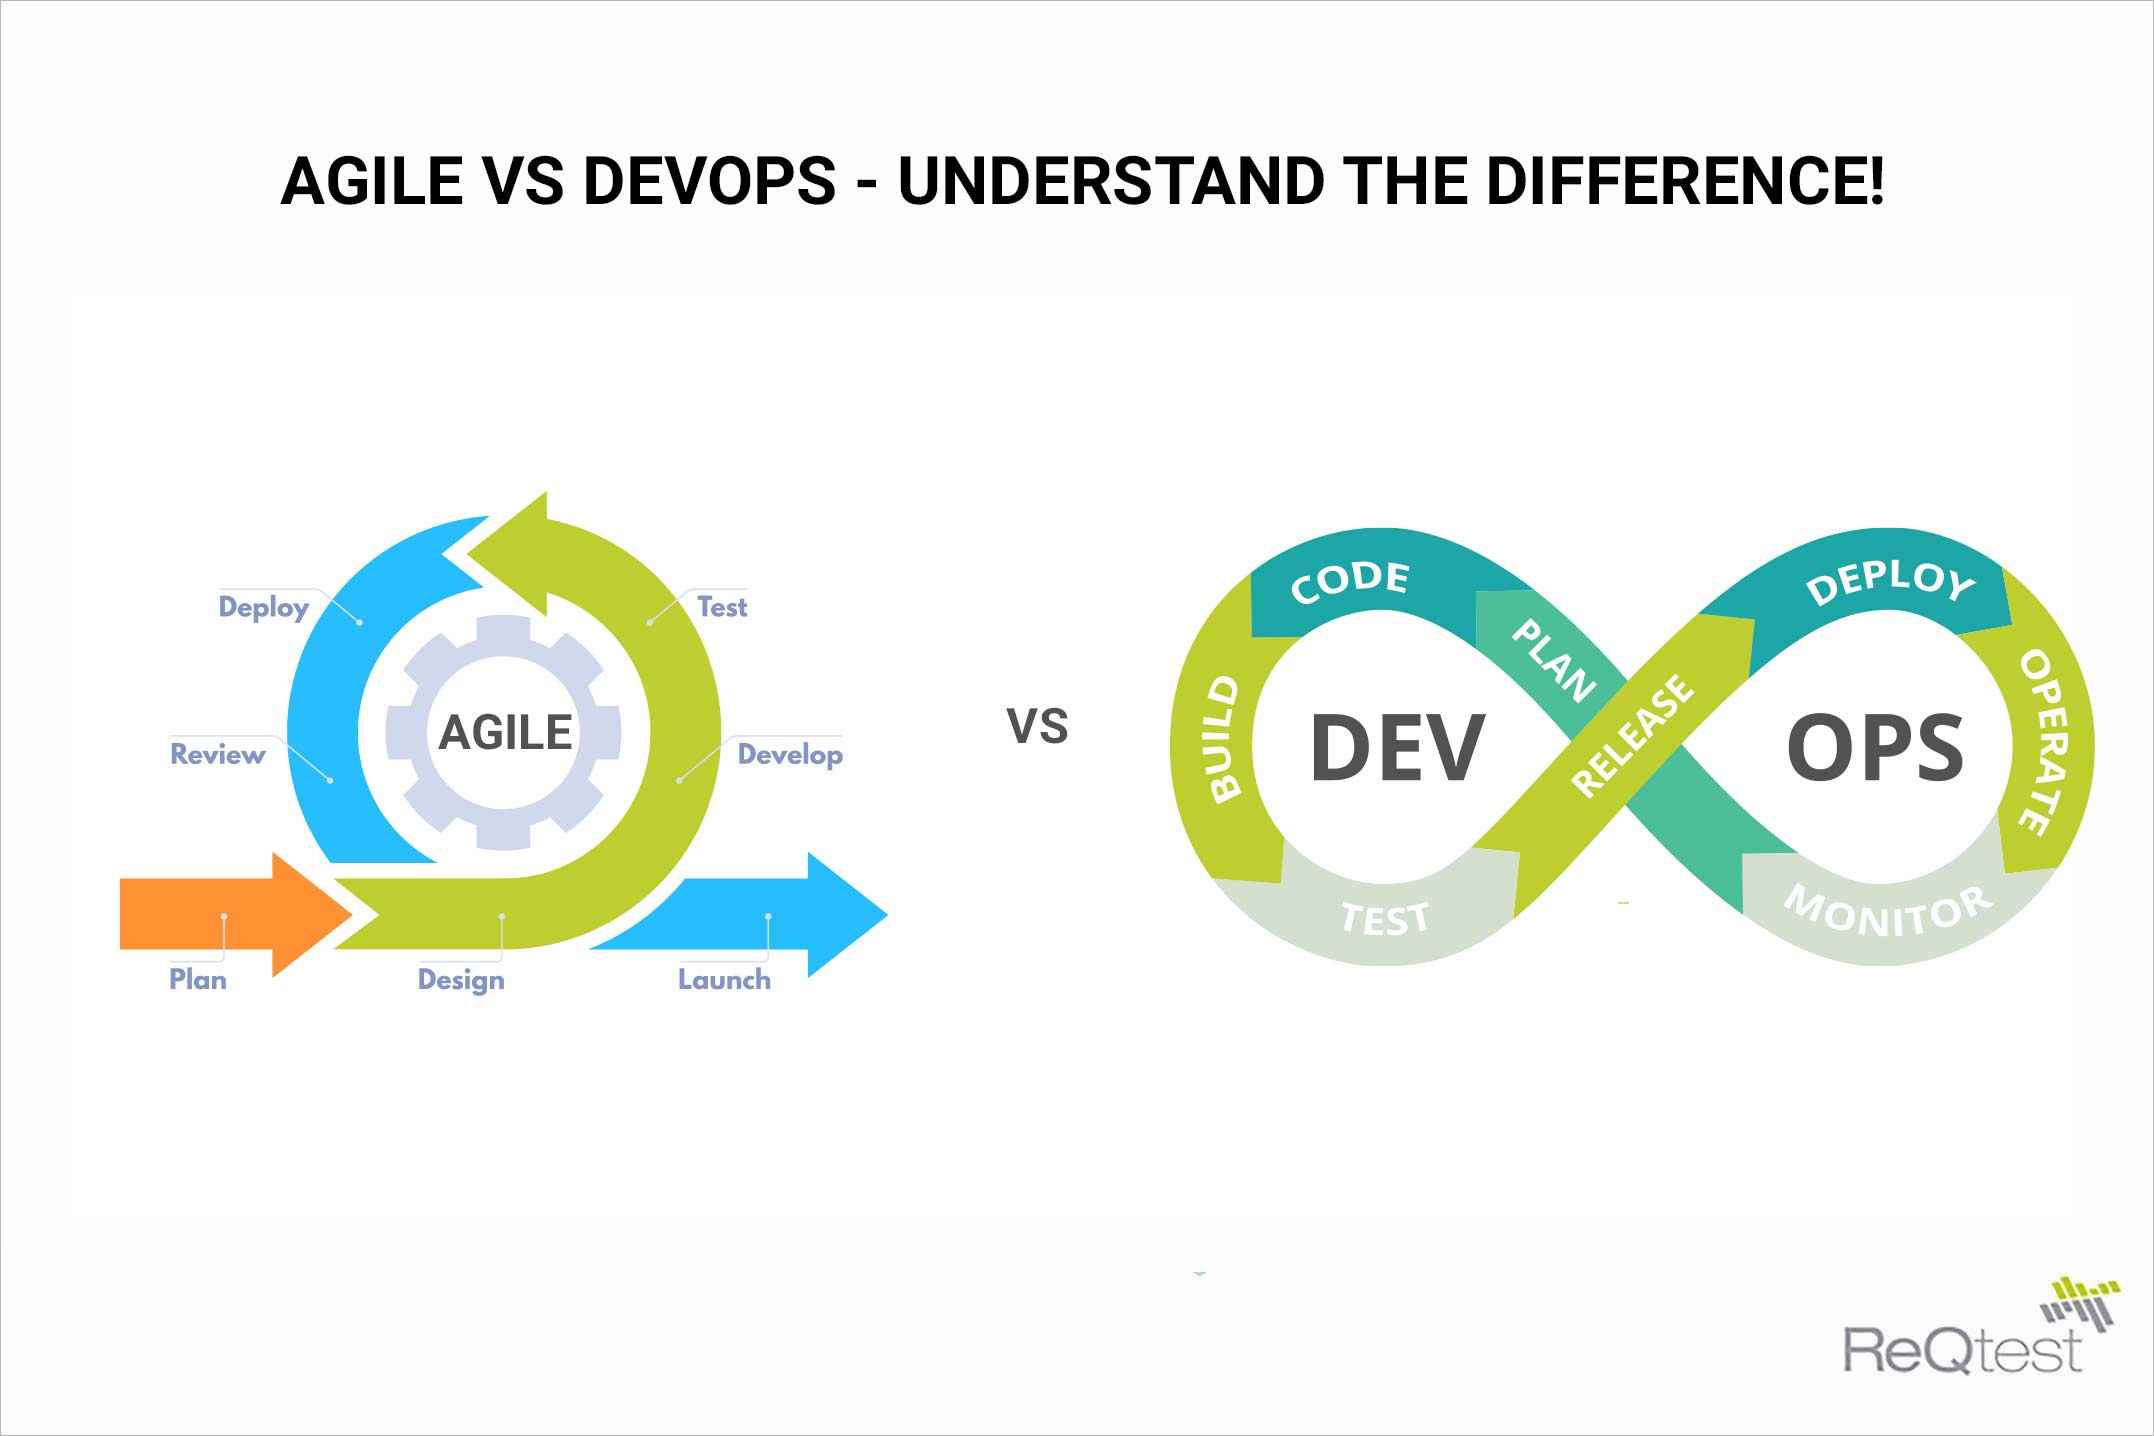 AGILE VS DEVOPS - UNDERSTAND THE DIFFERENCE!
Deploy
Test
Review
AGILE
Develop
Plan
Design
Launch
VS
CODE
PLAN
BUILD
DEV
TEST
RELEASE
DEPLOY
OPS
OPERATE
MONITOR
ReQtest